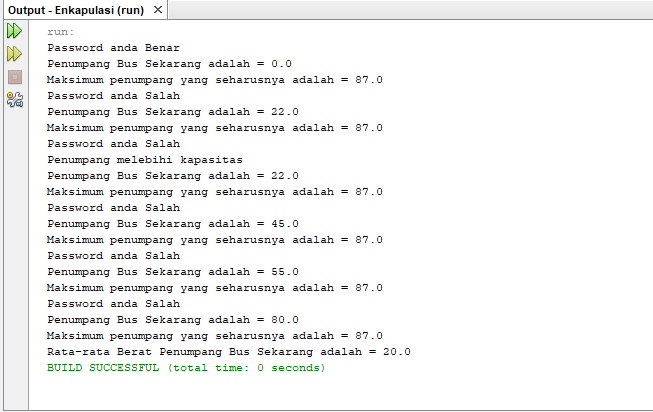 Output - Enkapulasi (run) ×
run:
Password anda Benar
Penumpang Bus Sekarang adalah = 0.0
Maksimum penumpang yang seharusnya adalah = 87.0
Password anda Salah
Penumpang Bus Sekarang adalah = 22.0
Maksimum penumpang yang seharusnya adalah = 87.0
Password anda Salah
Penumpang melebihi kapasitas
Penumpang Bus Sekarang adalah = 22.0
Maksimum penumpang yang seharusnya adalah = 87.0
Password anda Salah
Penumpang Bus Sekarang adalah = 45.0
Maksimum penumpang yang seharusnya adalah = 87.0
Password anda Salah
Penumpang Bus Sekarang adalah = 55.0
Maksimum penumpang yang seharusnya adalah = 87.0
Password anda Salah
Penumpang Bus Sekarang adalah = 80.0
Maksimum penumpang yang seharusnya adalah = 87.0
Rata-rata Berat Penumpang Bus Sekarang adalah = 20.0
BUILD SUCCESSFUL (total time: 0 seconds)